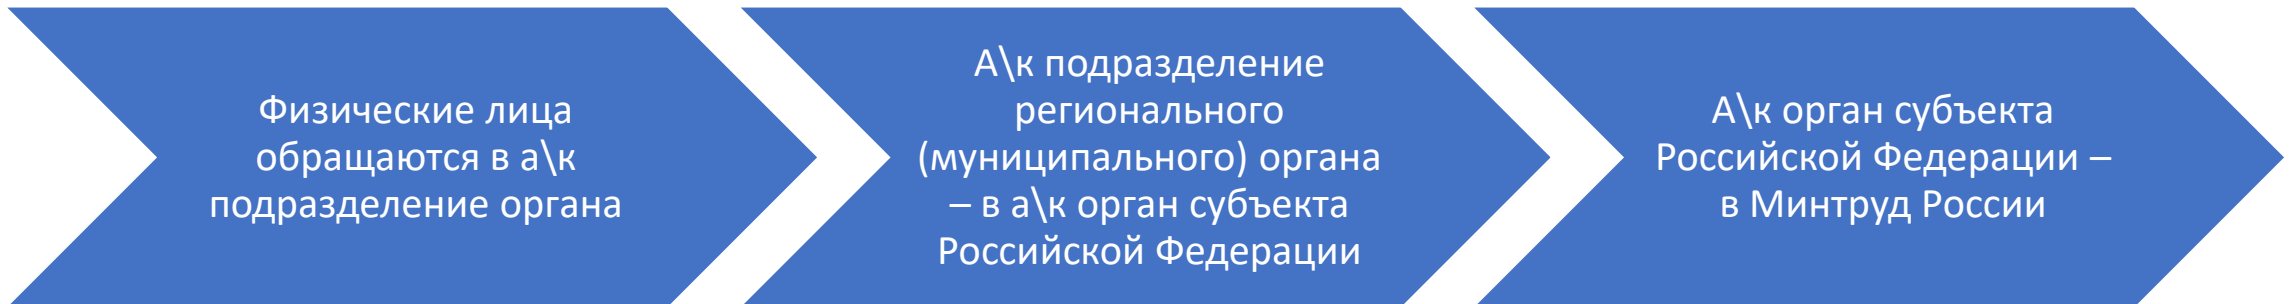 Физические лица
обращаются в а\к
подразделение органа
А\к подразделение
регионального
(муниципального) органа
– в а\к орган субъекта
Российской Федерации
А\к орган субъекта
Российской Федерации –
в Минтруд России